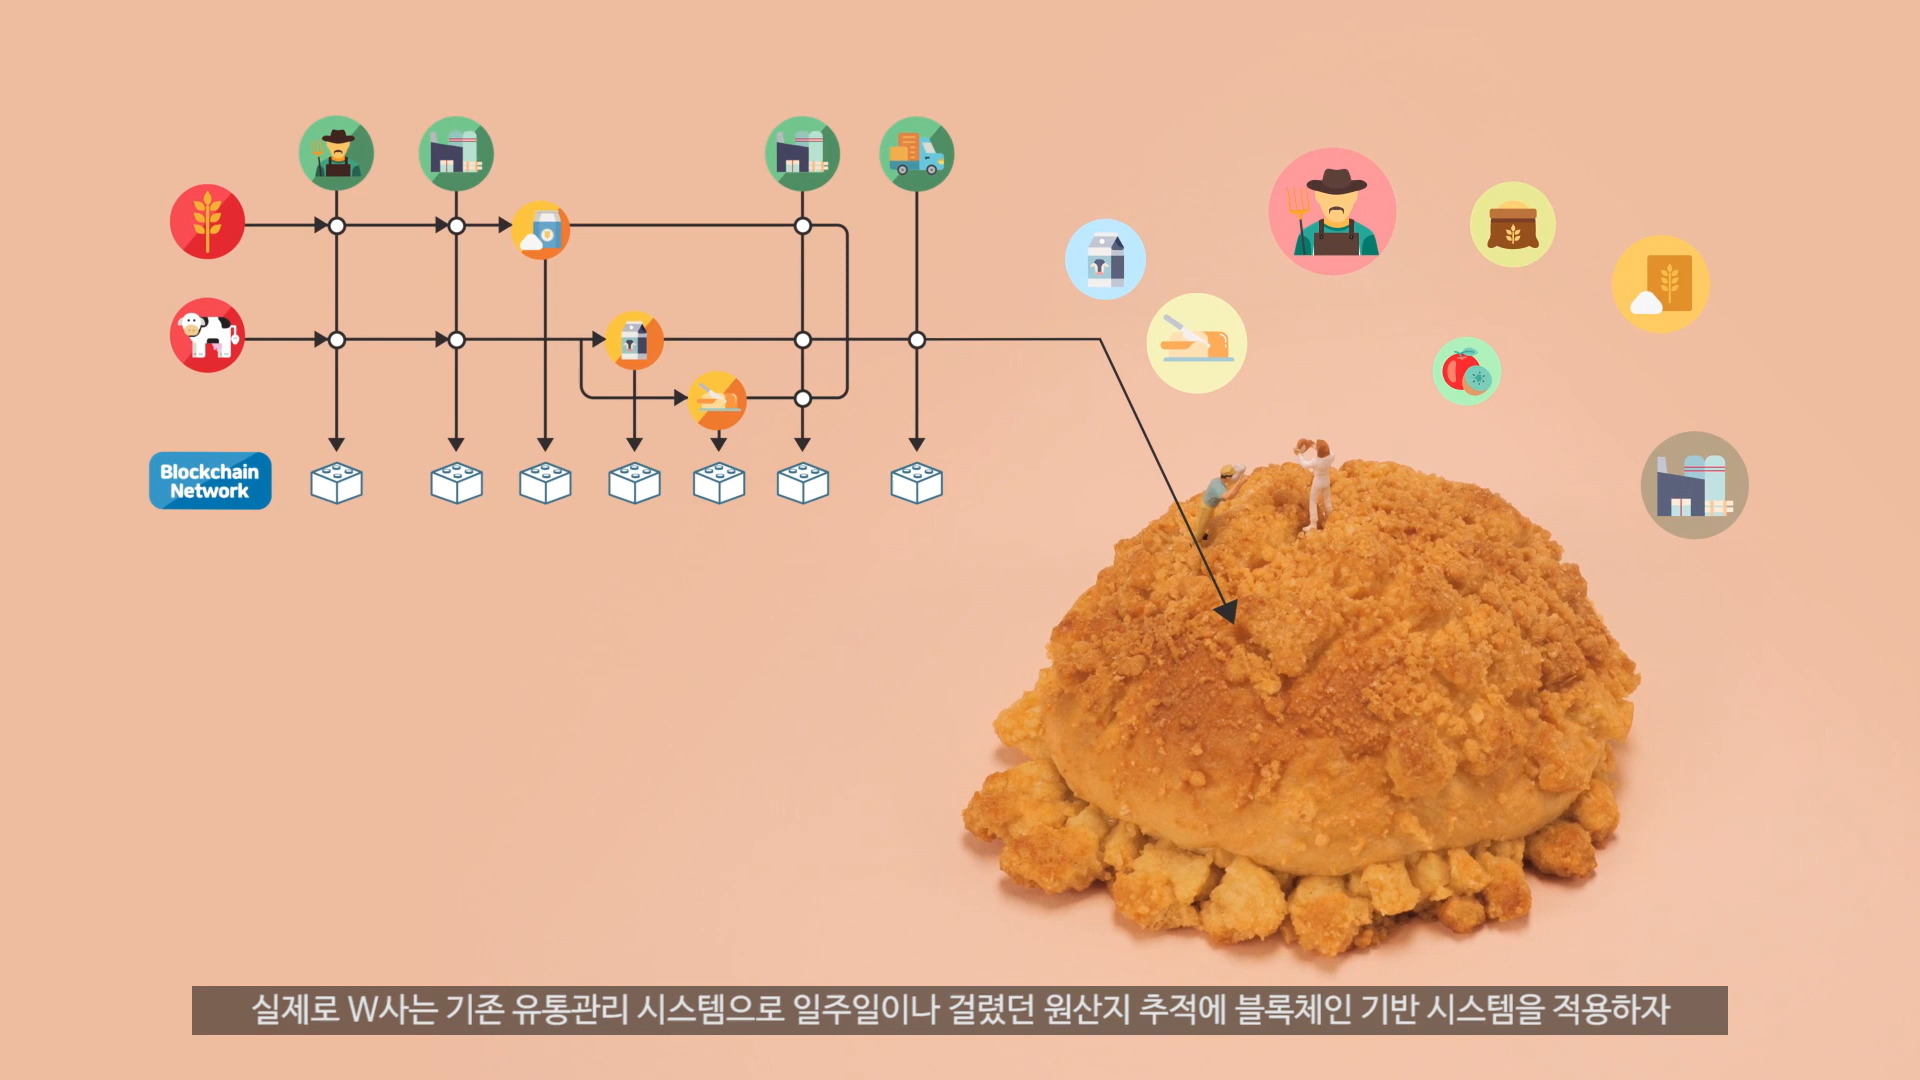 Blockchain
Network
실제로 W사는 기존 유통관리 시스템으로 일주일이나 걸렸던 원산지 추적에 블록체인 기반 시스템을 적용하자